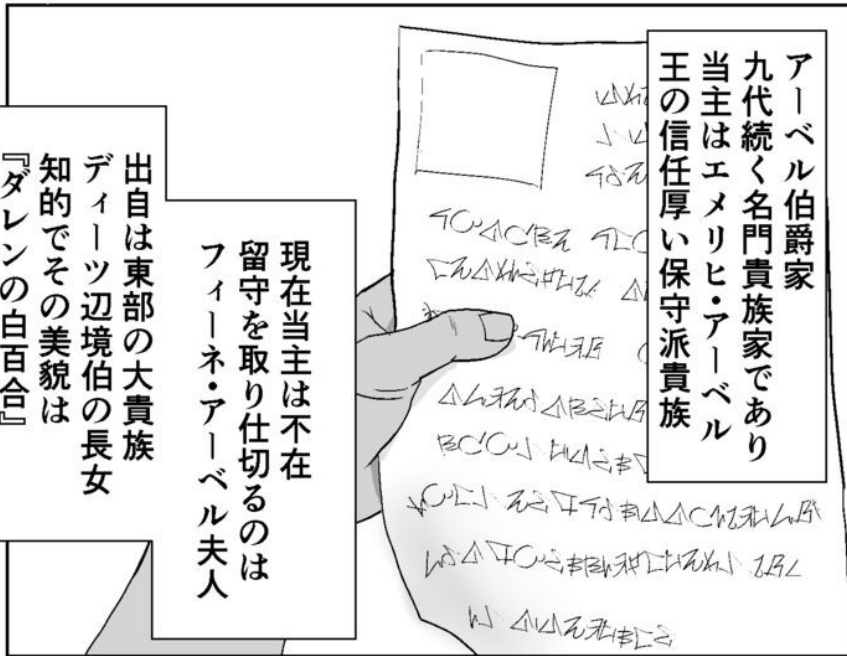 アーベル伯爵家
九代続く名門貴族家であり
当主はエメリヒ・アーベル
王の信任厚い保守派貴族
現在当主は不在
留守を取り仕切るのは
フィーネ・アーベル夫人
出自は東部の大貴族
ディーツ辺境伯の長女
知的でその美貌は
『ダレンの白百合』